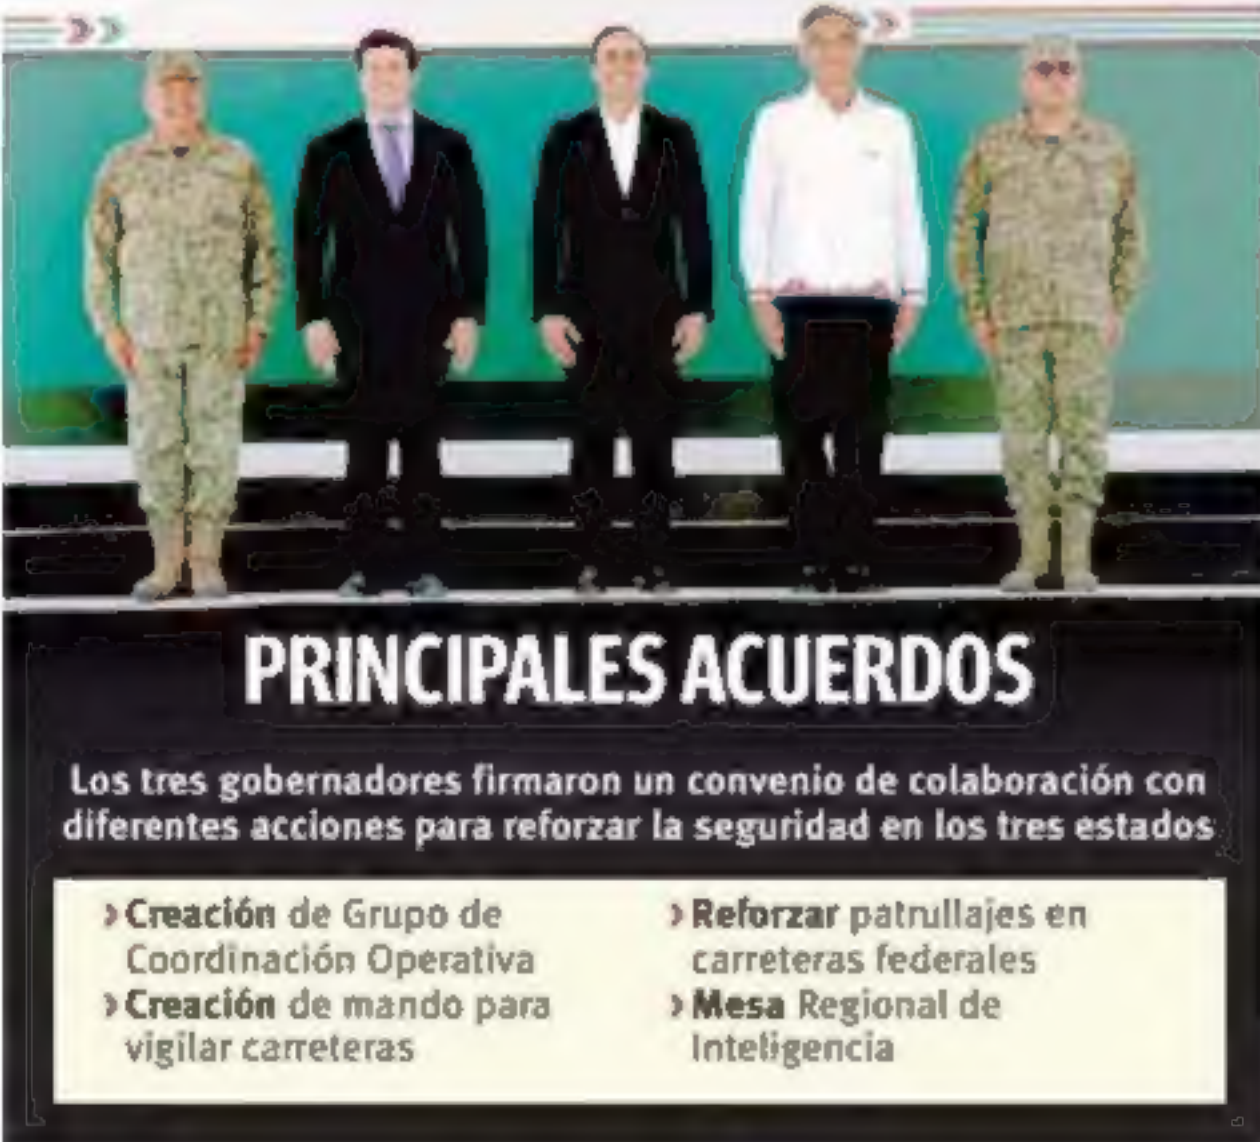 PRINCIPALES ACUERDOS
Los tres gobernadores firmaron un convenio de colaboración con
diferentes acciones para reforzar la seguridad en los tres estados
› Creación de Grupo de
Coordinación Operativa
› Creación de mando para
vigilar carreteras
› Reforzar patrullajes en
carreteras federales
› Mesa Regional de
Inteligencia